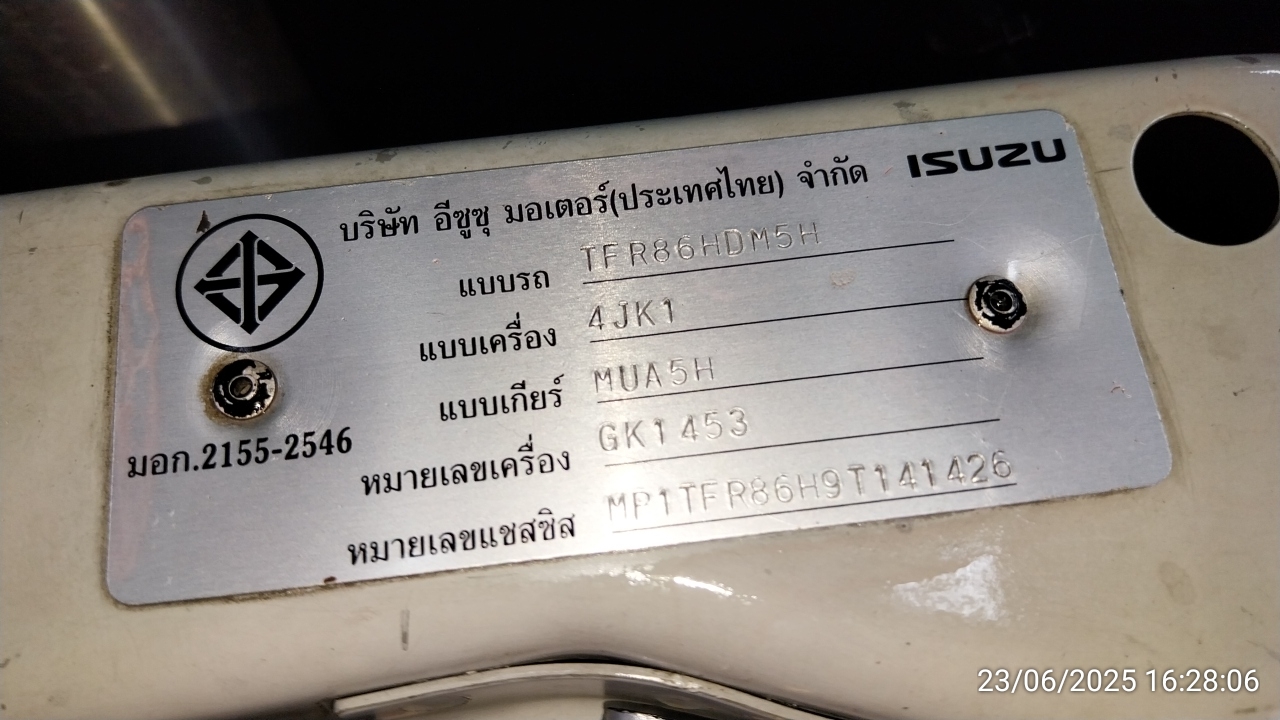 บริษัท อีซูซุ มอเตอร์(ประเทศไทย) จำกัด ISUZU
แบบรถ TFR86HDM5H
แบบเครื่อง 4JK1
แบบเกียร์ MUA5H
หมายเลขเครื่อง GK1453
หมายเลขแชสซิส MP1TFR86H9T141426
มอก.2155-2546
23/06/2025 16:28:06